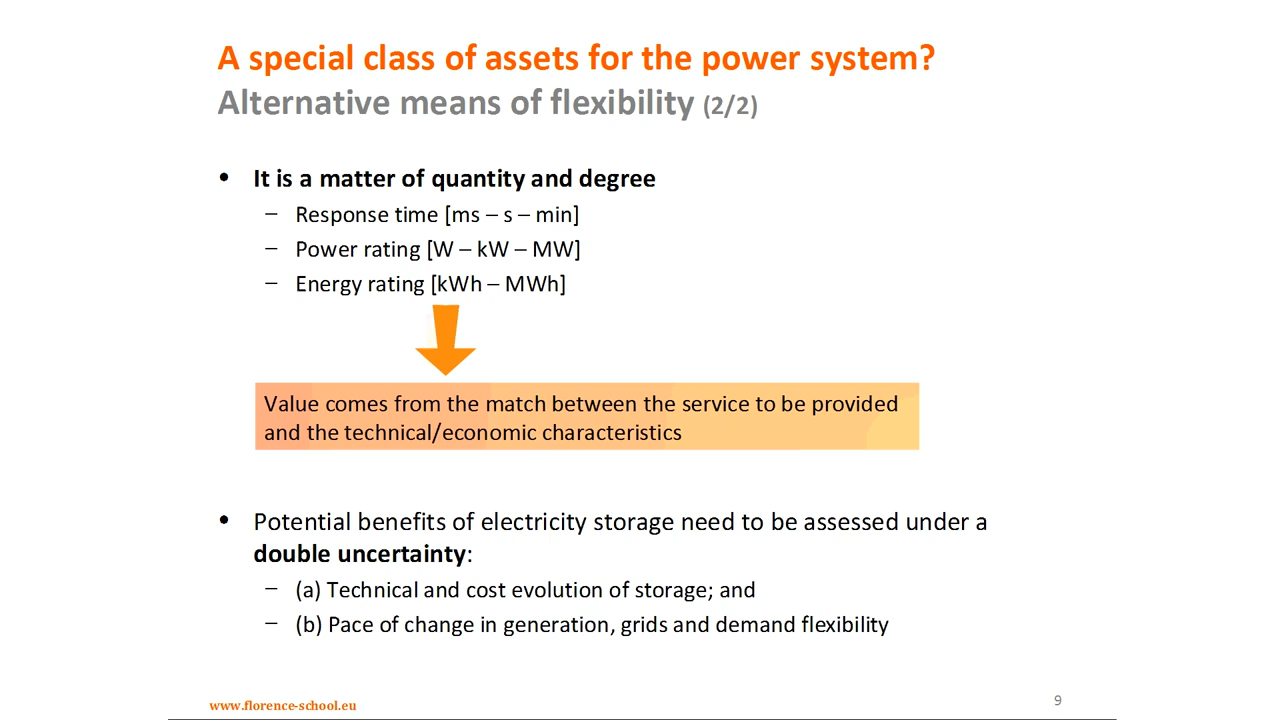 A special class of assets for the power system?
Alternative means of flexibility (2/2)
• It is a matter of quantity and degree
– Response time [ms – s – min]
– Power rating [W – kW – MW]
– Energy rating [kWh – MWh]
Value comes from the match between the service to be provided
and the technical/economic characteristics
• Potential benefits of electricity storage need to be assessed under a
double uncertainty:
– (a) Technical and cost evolution of storage; and
– (b) Pace of change in generation, grids and demand flexibility
www.florence-school.eu
9